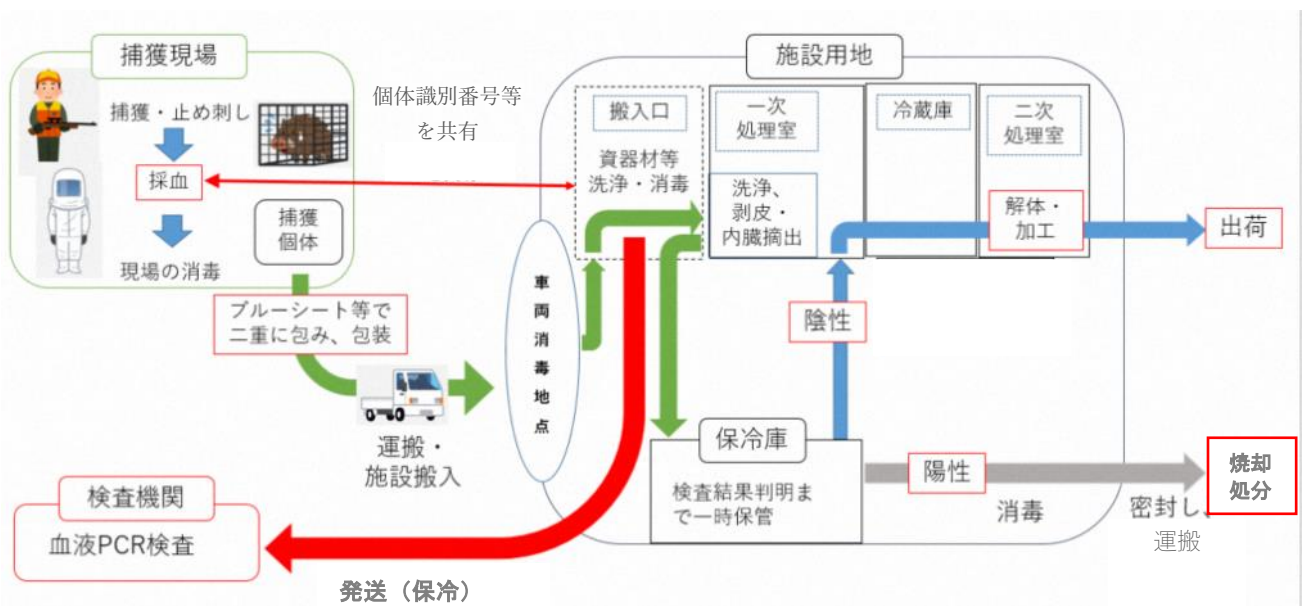 捕獲現場
捕獲・止め刺し
採血
現場の消毒
捕獲
個体
個体識別番号等
を共有
ブルーシート等で
二重に包み、包装
運搬・
施設搬入
車両消毒地点
施設用地
搬入口
資器材等
洗浄・消毒
一次
処理室
洗浄、
剥皮・
内臓摘出
冷蔵庫
二次
処理室
解体・
加工
出荷
陰性
保冷庫
検査結果判明ま
で一時保管
陽性
消毒
密封し、
運搬
焼却
処分
検査機関
血液PCR検査
発送（保冷）